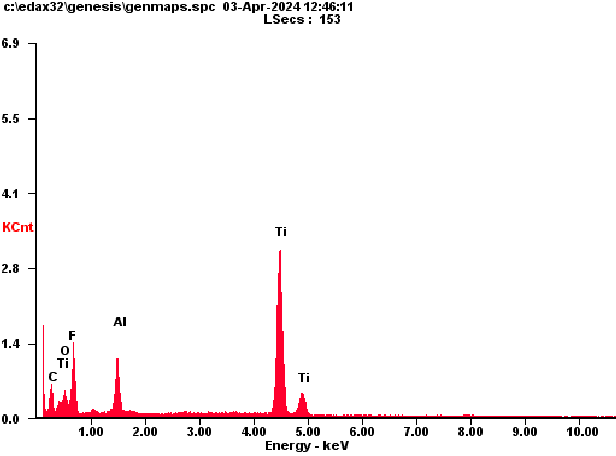 c:\edax32\genesis\genmaps.spc 03-Apr-2024 12:46:11
LSecs : 153
6.9
5.5
4.1
KCnt
2.8
1.4
0.0
C
O
Ti
F
Al
Ti
Ti
1.00 2.00 3.00 4.00 5.00 6.00 7.00 8.00 9.00 10.00
Energy - keV